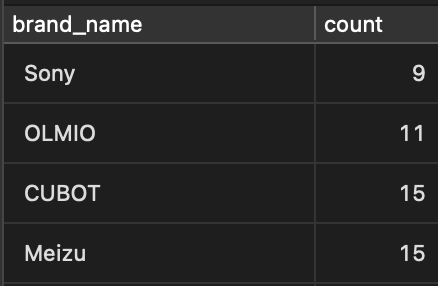 brand_name count
Sony 9
OLMIO 11
CUBOT 15
Meizu 15